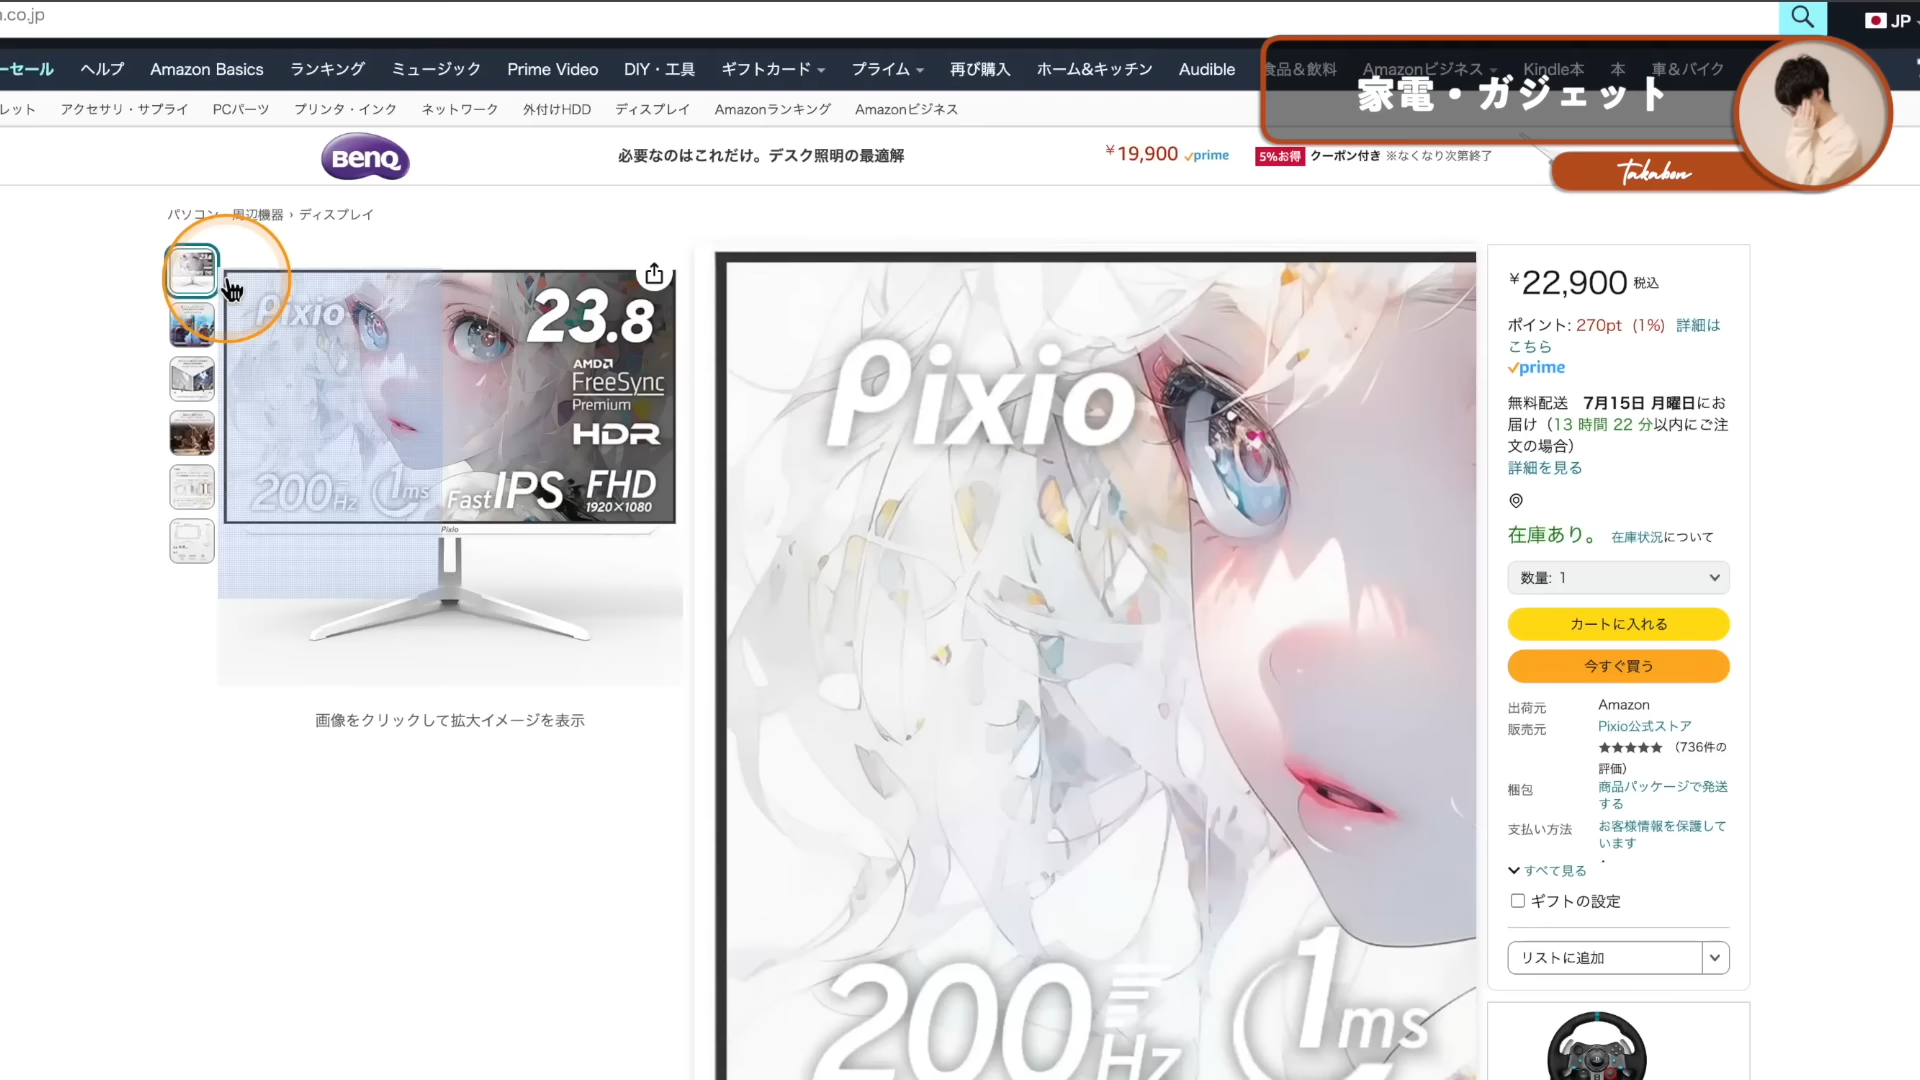 .co.jp
JP
ーセール ヘルプ Amazon Basics ランキング ミュージック Prime Video DIY・工具 ギフトカード プライム 再び購入 ホーム&キッチン Audible 食品&飲料 Amazonビジネス Kindle本 本 車&バイク
家電・ガジェット
レット アクセサリ・サプライ PCパーツ プリンタ・インク ネットワーク 外付けHDD ディスプレイ Amazonランキング Amazonビジネス
BenQ 必要なのはこれだけ。デスク照明の最適解 ¥19,900 prime 5%お得 クーポン付き ※なくなり次第終了
Takabon
パソコン・周辺機器 › ディスプレイ
Pixio
23.8
AMD
FreeSync
Premium
HDR
200Hz 1ms Fast IPS FHD
1920×1080
Pixio
画像をクリックして拡大イメージを表示
Pixio
200Hz 1ms
¥22,900 税込
ポイント: 270pt (1%) 詳細は
こちら
prime
無料配送 7月15日 月曜日にお
届け（13 時間 22 分以内にご注
文の場合）
詳細を見る
在庫あり。 在庫状況について
数量: 1
カートに入れる
今すぐ買う
出荷元 Amazon
販売元 Pixio公式ストア
★★★★★ （736件の
評価）
梱包 商品パッケージで発送
する
支払い方法 お客様情報を保護して
います
すべて見る
ギフトの設定
リストに追加